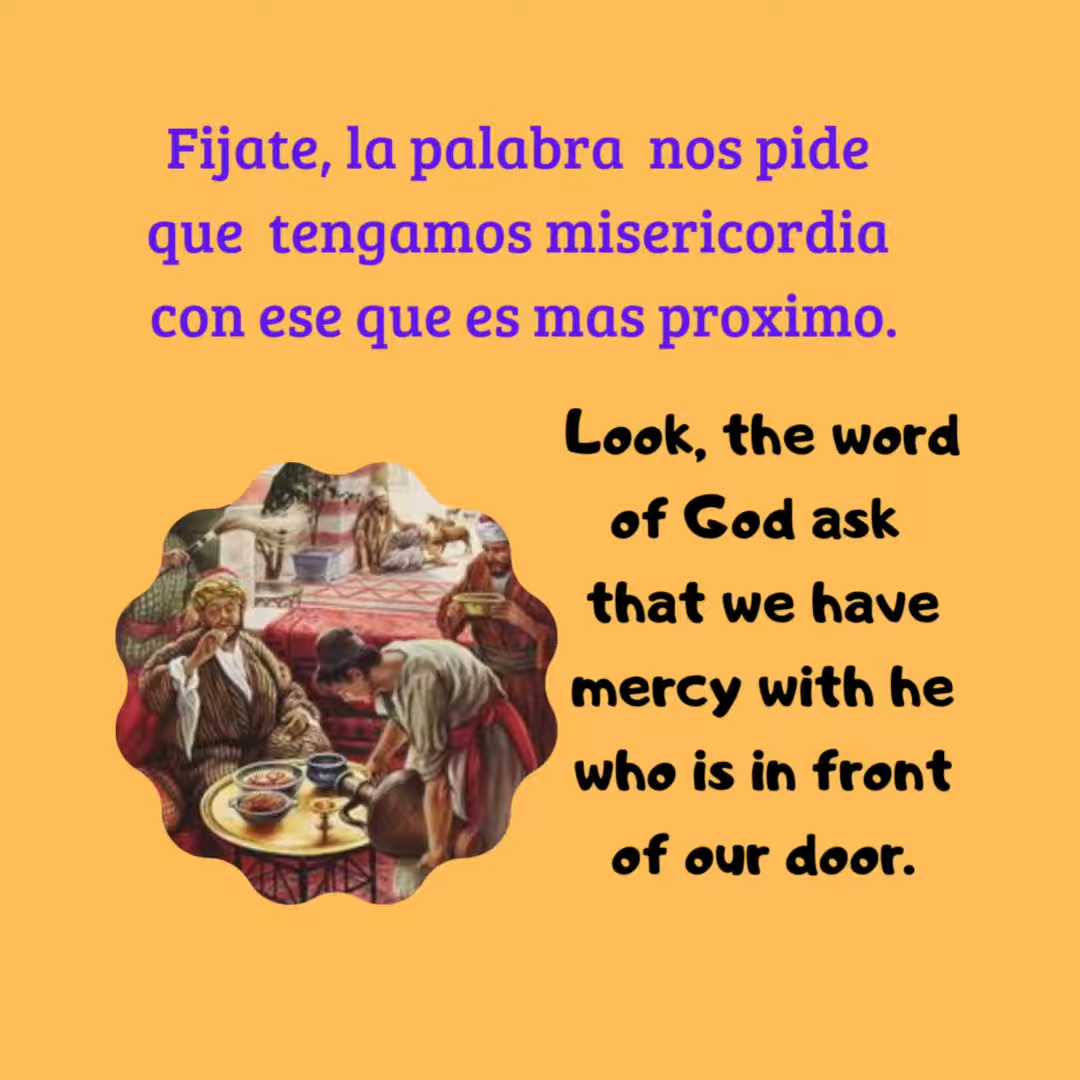 Fijate, la palabra nos pide
que tengamos misericordia
con ese que es mas proximo.
Look, the word
of God ask
that we have
mercy with he
who is in front
of our door.